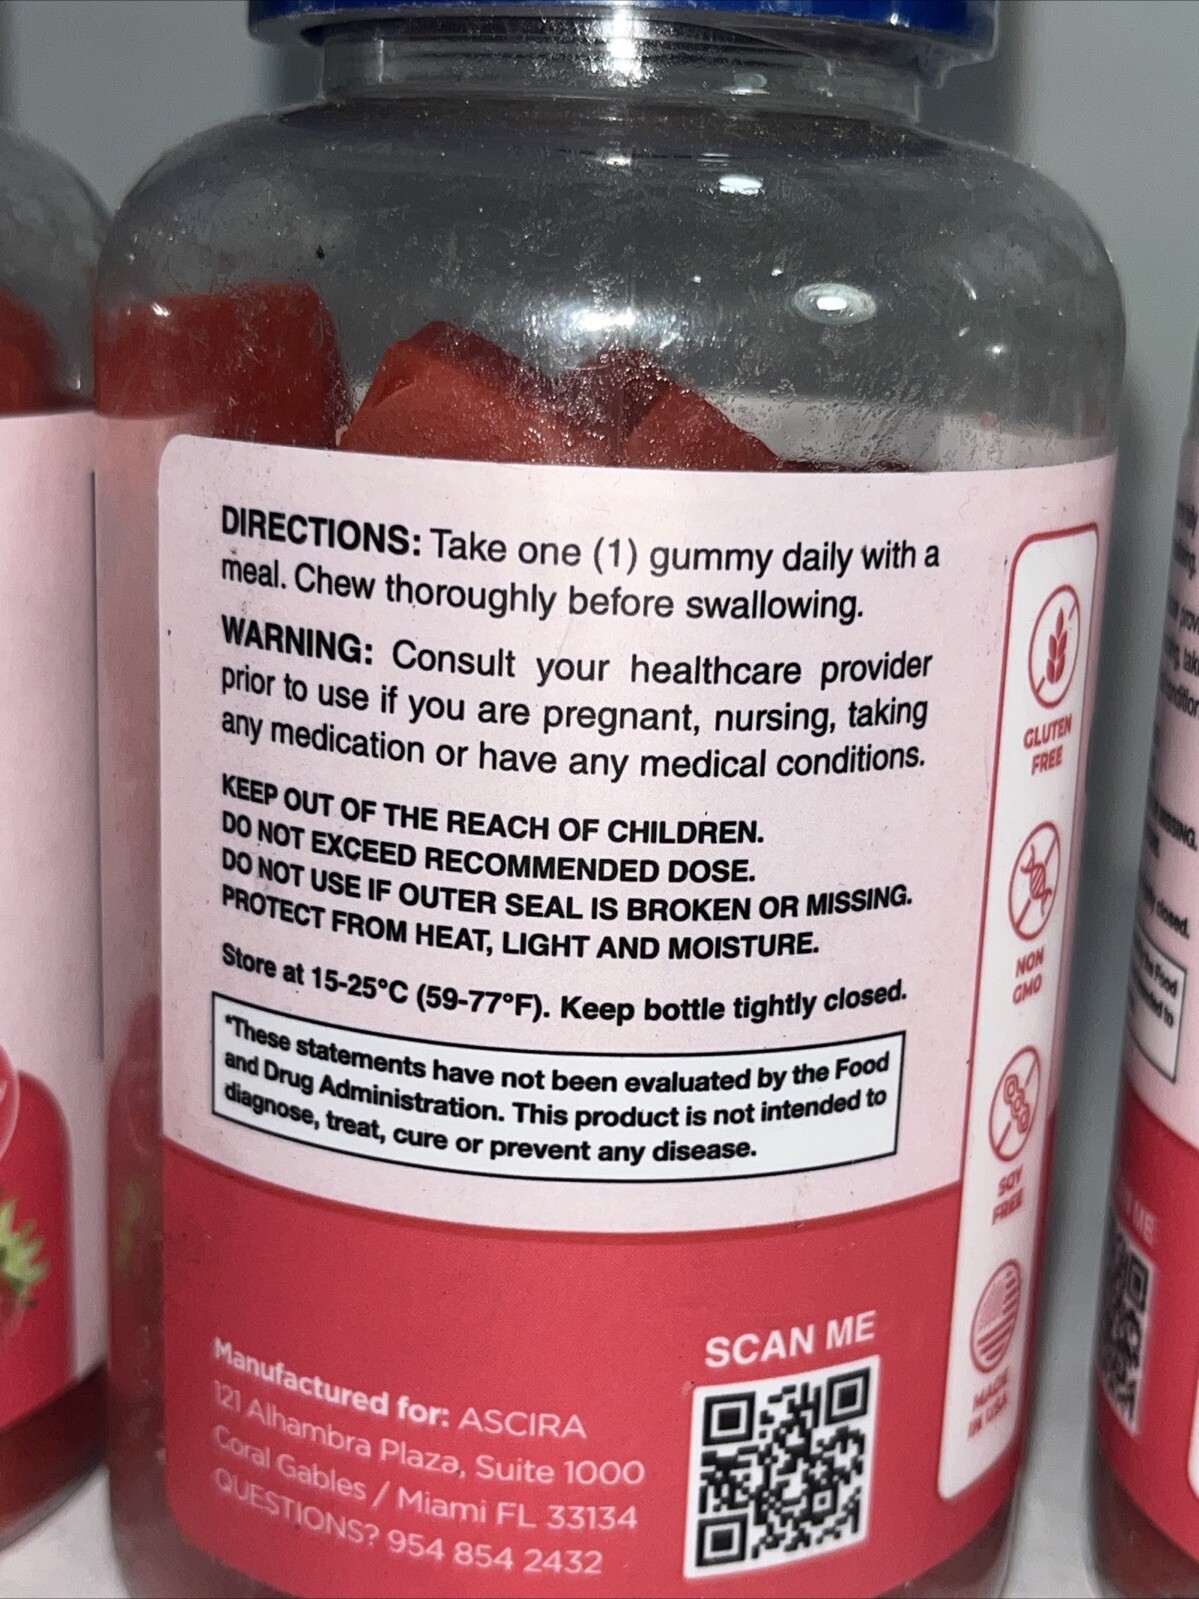 DIRECTIONS: Take one (1) gummy daily with a
meal. Chew thoroughly before swallowing.
WARNING: Consult your healthcare provider
prior to use if you are pregnant, nursing, taking
any medication or have any medical conditions.
KEEP OUT OF THE REACH OF CHILDREN.
DO NOT EXCEED RECOMMENDED DOSE.
DO NOT USE IF OUTER SEAL IS BROKEN OR MISSING.
PROTECT FROM HEAT, LIGHT AND MOISTURE.
Store at 15-25°C (59-77°F). Keep bottle tightly closed.
*These statements have not been evaluated by the Food
and Drug Administration. This product is not intended to
diagnose, treat, cure or prevent any disease.
GLUTEN
FREE
NON
GMO
SOY
FREE
MADE
IN USA
SCAN ME
Manufactured for: ASCIRA
121 Alhambra Plaza, Suite 1000
Coral Gables / Miami FL 33134
QUESTIONS? 954 854 2432
closed.
Food
to
ME